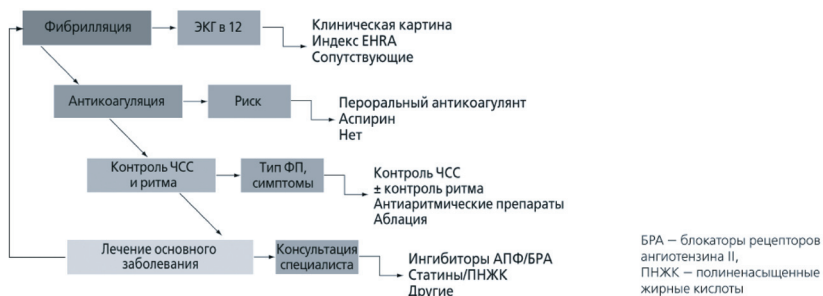 Фибрилляция
ЭКГ в 12
Клиническая картина
Индекс EHRA
Сопутствующие
Антикоагуляция
Риск
Пероральный антикоагулянт
Аспирин
Нет
Контроль ЧСС
и ритма
Тип ФП,
симптомы
Контроль ЧСС
± контроль ритма
Антиаритмические препараты
Аблация
Лечение основного
заболевания
Консультация
специалиста
Ингибиторы АПФ/БРА
Статины/ПНЖК
Другие
БРА – блокаторы рецепторов
ангиотензина II,
ПНЖК – полиненасыщенные
жирные кислоты